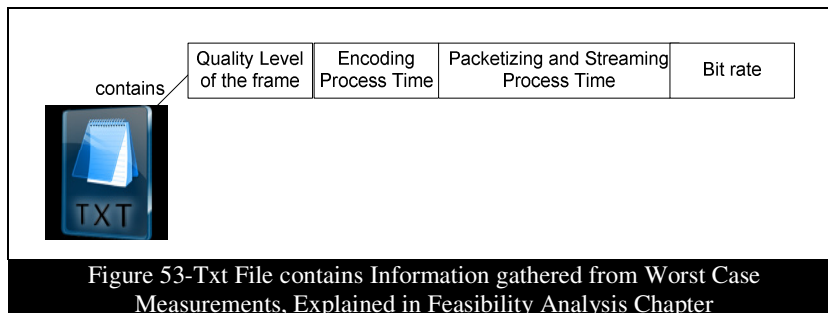 contains
Quality Level
of the frame
Encoding
Process Time
Packetizing and Streaming
Process Time
Bit rate
TXT
Figure 53-Txt File contains Information gathered from Worst Case
Measurements, Explained in Feasibility Analysis Chapter